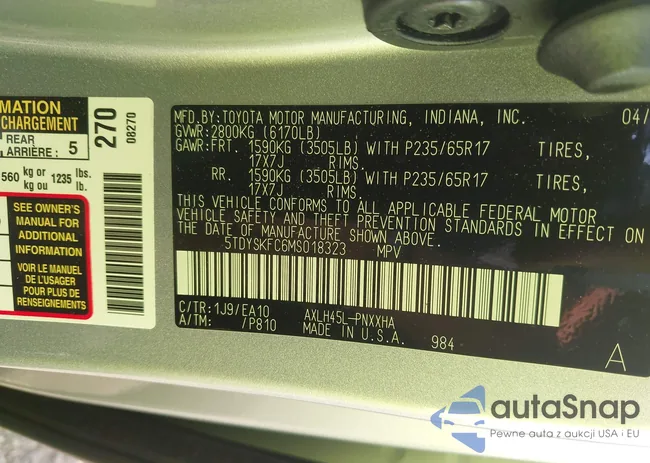 MATION
CHARGEMENT
REAR
ARRIÈRE: 5
560 kg or 1235 lbs.
kg ou lb.
SEE OWNER'S
MANUAL FOR
ADDITIONAL
INFORMATION
VOIR LE MANUEL
DE L'USAGER
POUR PLUS DE
RENSEIGNEMENTS
270
08270
MFD.BY:TOYOTA MOTOR MANUFACTURING, INDIANA, INC. 04/
GVWR:2800KG (6170LB)
GAWR:FRT. 1590KG (3505LB) WITH P235/65R17 TIRES,
17X7J RIMS,
RR. 1590KG (3505LB) WITH P235/65R17 TIRES,
17X7J RIMS.
THIS VEHICLE CONFORMS TO ALL APPLICABLE FEDERAL MOTOR
VEHICLE SAFETY AND THEFT PREVENTION STANDARDS IN EFFECT ON
THE DATE OF MANUFACTURE SHOWN ABOVE.
5TDYSKFC6MS018323 MPV
C/TR:1J9/EA10 AXLH45L-PNXXHA
A/TM: /P810 MADE IN U.S.A. 984
A
autaSnap
Pewne auta z aukcji USA i EU